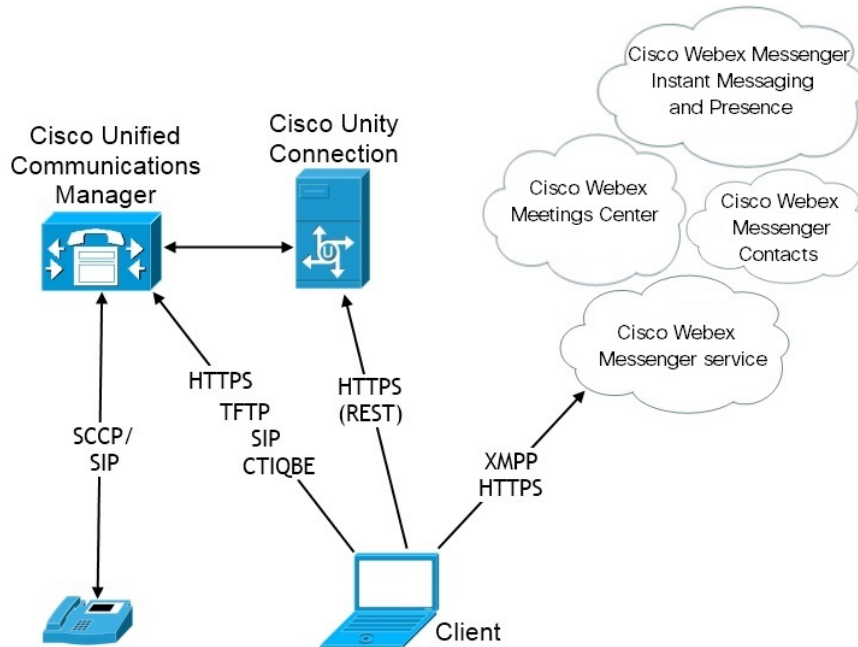 Cisco Webex Messenger
Instant Messaging
and Presence
Cisco Unified
Communications
Manager
Cisco Unity
Connection
Cisco Webex
Meetings Center
Cisco Webex
Messenger
Contacts
U
Cisco Webex
Messenger service
HTTPS
TFTP
SIP
CTIQBE
HTTPS
(REST)
SCCP/
SIP
XMPP
HTTPS
Client